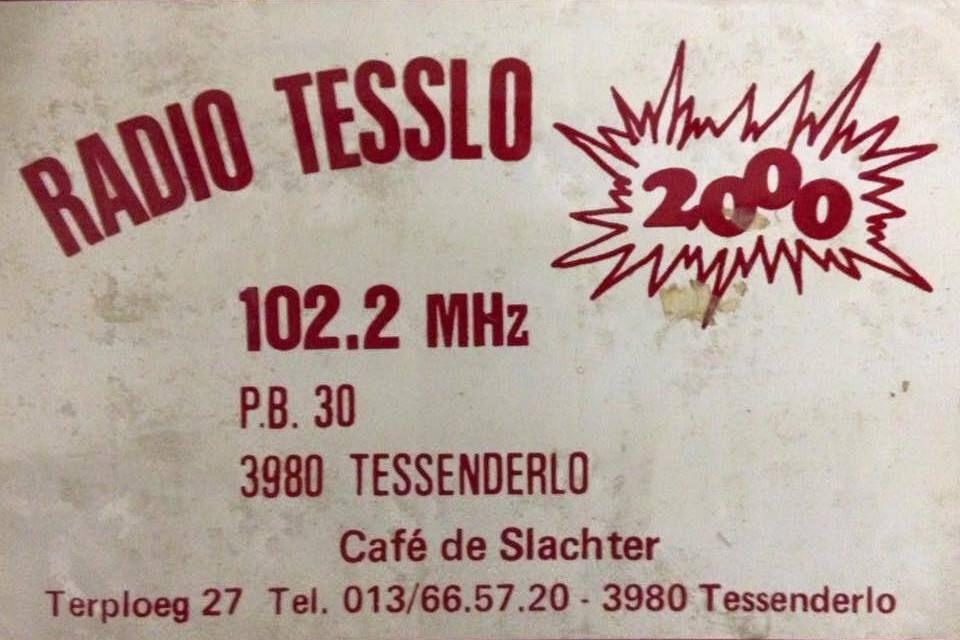 RADIO TESSLO
2000
102.2 MHz
P.B. 30
3980 TESSENDERLO
Café de Slachter
Terploeg 27 Tel. 013/66.57.20 - 3980 Tessenderlo